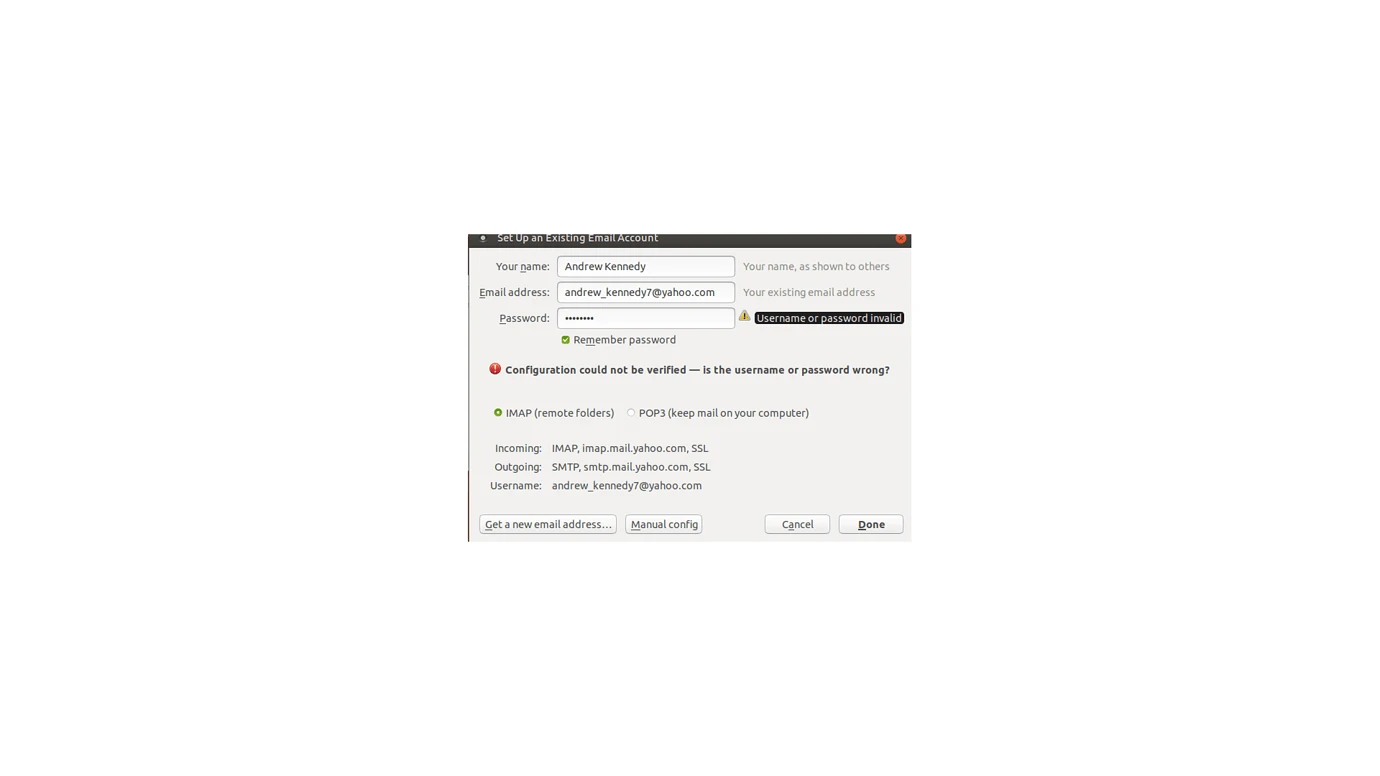 Set Up an Existing Email Account
Your name: Andrew Kennedy Your name, as shown to others
Email address: andrew_kennedy7@yahoo.com Your existing email address
Password: •••••••• Username or password invalid
Remember password
Configuration could not be verified — is the username or password wrong?
IMAP (remote folders) POP3 (keep mail on your computer)
Incoming: IMAP, imap.mail.yahoo.com, SSL
Outgoing: SMTP, smtp.mail.yahoo.com, SSL
Username: andrew_kennedy7@yahoo.com
Get a new email address... Manual config Cancel Done